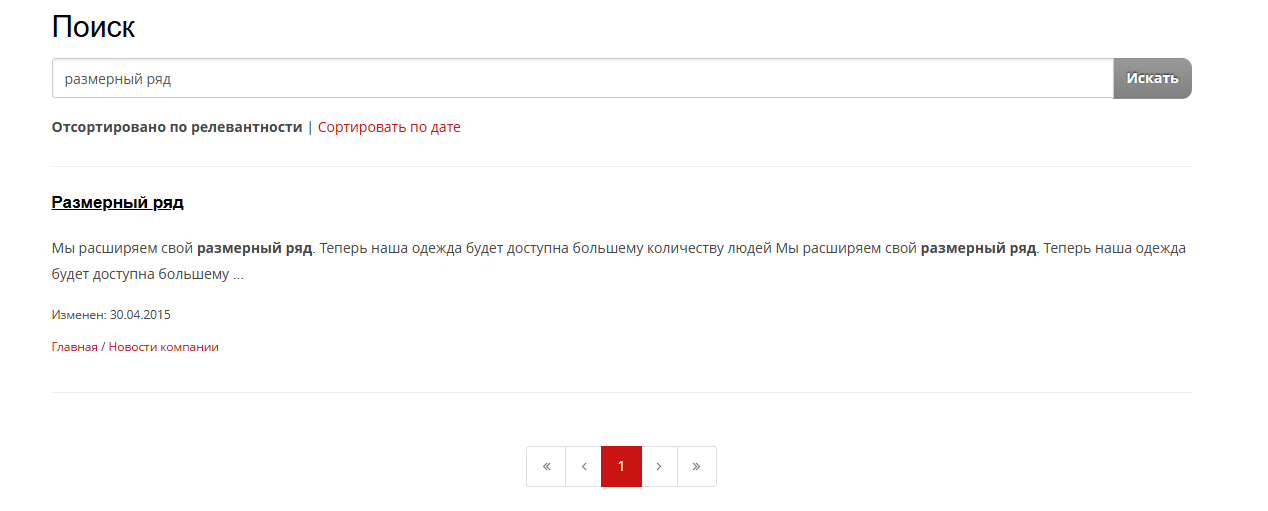 Поиск
размерный ряд
Искать
Отсортировано по релевантности | Сортировать по дате
Размерный ряд
Мы расширяем свой размерный ряд. Теперь наша одежда будет доступна большему количеству людей Мы расширяем свой размерный ряд. Теперь наша одежда
будет доступна большему ...
Изменен: 30.04.2015
Главная / Новости компании
« ‹ 1 › »